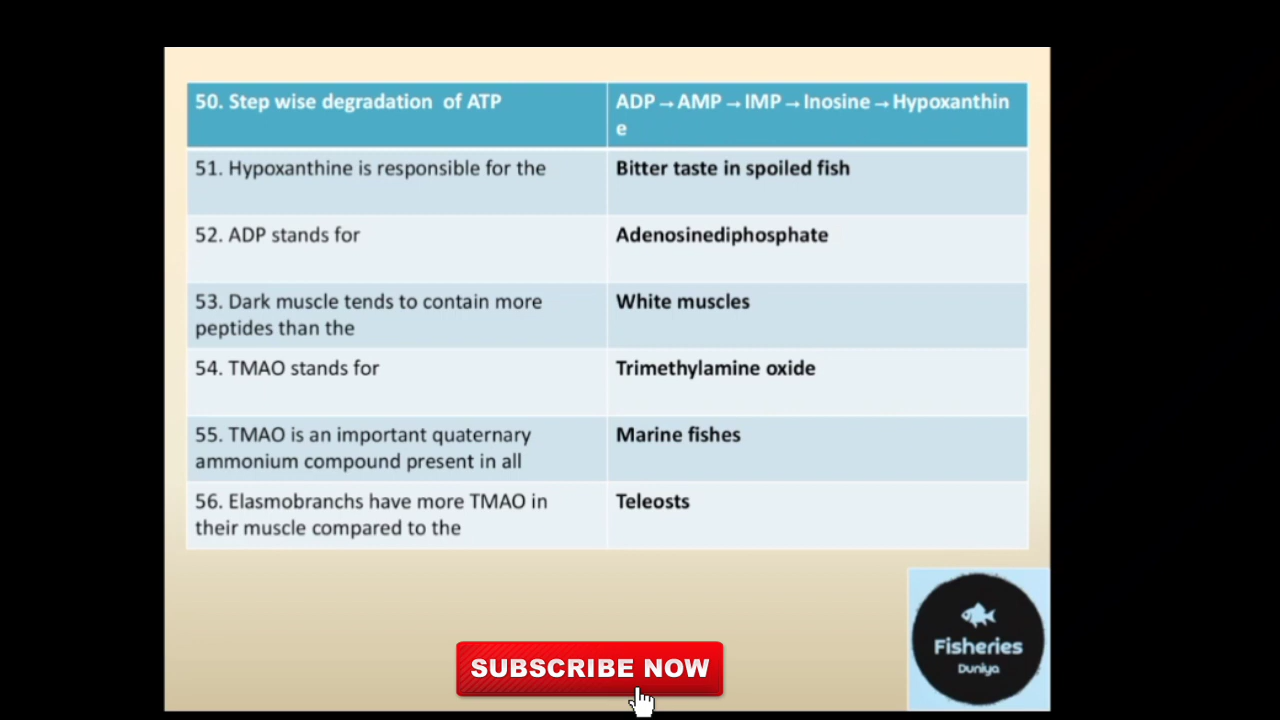 50. Step wise degradation  of ATP
ADP→AMP→IMP→Inosine→Hypoxanthin
e
51. Hypoxanthine is responsible for the
Bitter taste in spoiled fish
52. ADP stands for
Adenosinediphosphate
53. Dark muscle tends to contain more
peptides than the
White muscles
54. TMAO stands for
Trimethylamine oxide
55. TMAO is an important quaternary
ammonium compound present in all
Marine fishes
56. Elasmobranchs have more TMAO in
their muscle compared to the
Teleosts
Fisheries
Duniya
SUBSCRIBE NOW